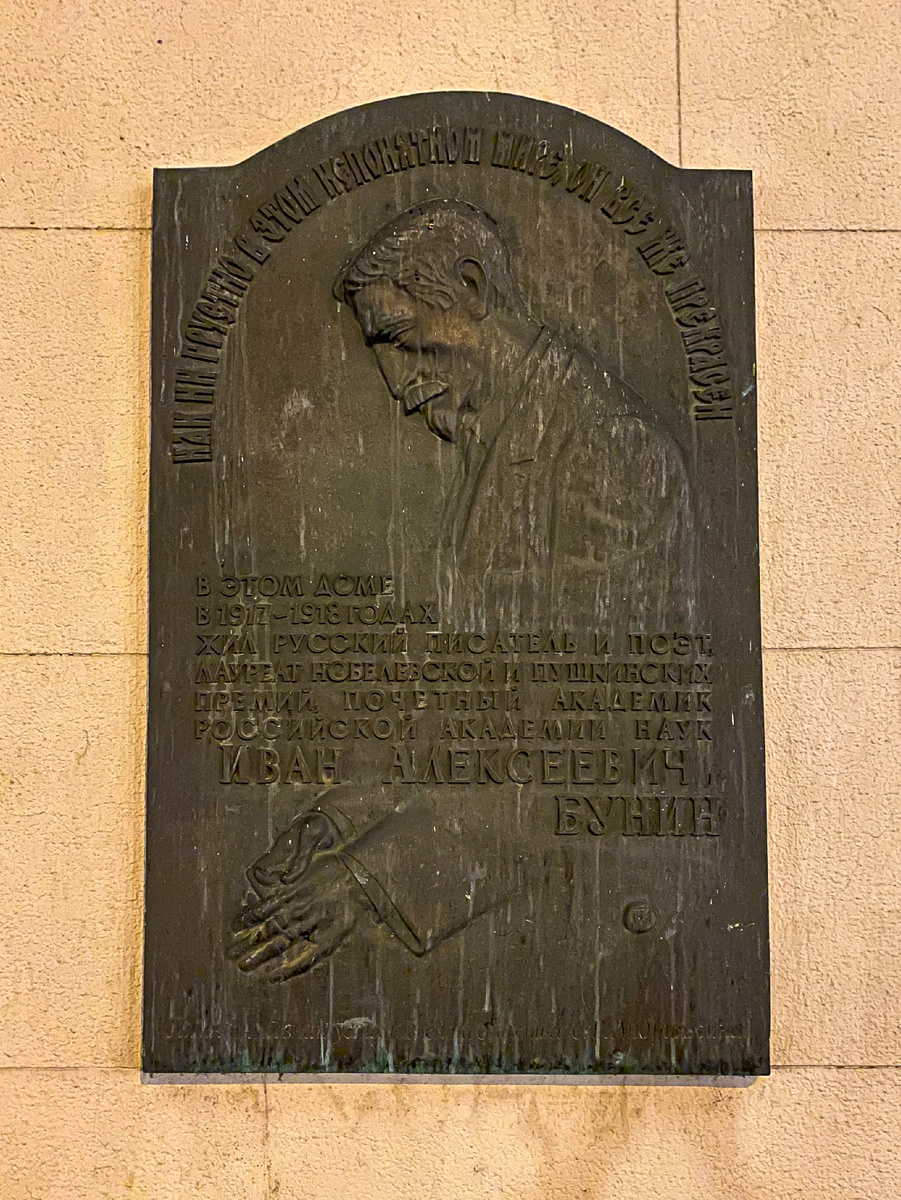 КАК НИ ГРУСТНО В ЭТОМ НЕПОНЯТНОМ МИРЕ, ОН ВСЕ ЖЕ ПРЕКРАСЕН
В ЭТОМ ДОМЕ
В 1917–1918 ГОДАХ
ЖИЛ РУССКИЙ ПИСАТЕЛЬ И ПОЭТ,
ЛАУРЕАТ НОБЕЛЕВСКОЙ И ПУШКИНСКИХ
ПРЕМИЙ, ПОЧЕТНЫЙ АКАДЕМИК
РОССИЙСКОЙ АКАДЕМИИ НАУК
ИВАН АЛЕКСЕЕВИЧ
БУНИН